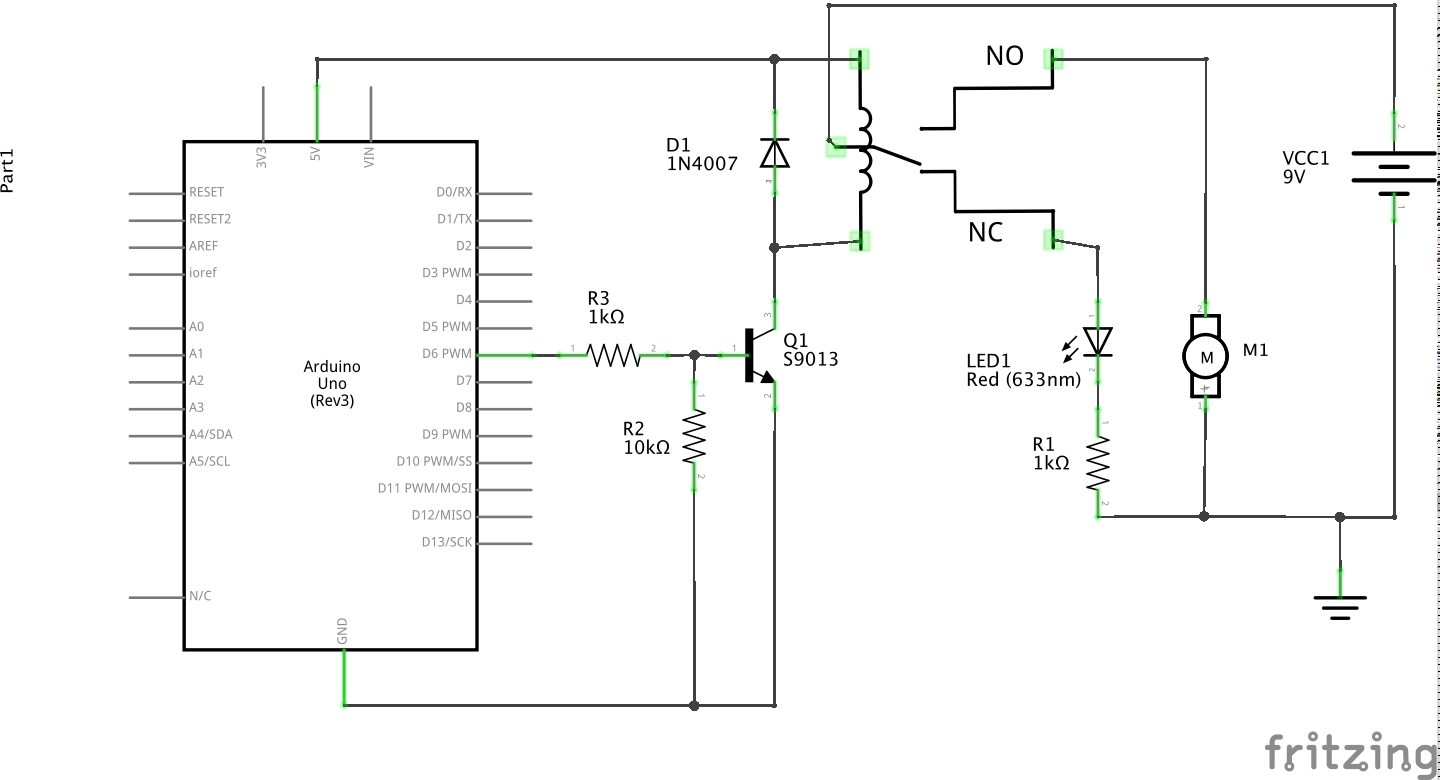 Part1
3V3
5V
VIN
RESET
RESET2
AREF
ioref
A0
A1
A2
A3
A4/SDA
A5/SCL
N/C
D0/RX
D1/TX
D2
D3 PWM
D4
D5 PWM
D6 PWM
D7
D8
D9 PWM
D10 PWM/SS
D11 PWM/MOSI
D12/MISO
D13/SCK
Arduino
Uno
(Rev3)
GND
R3
1kΩ
1
2
R2
10kΩ
1
2
D1
1N4007
1
Q1
S9013
3
1
2
NO
NC
LED1
Red (633nm)
1
2
R1
1kΩ
1
2
2
M
+
1
M1
VCC1
9V
2
1
fritzing